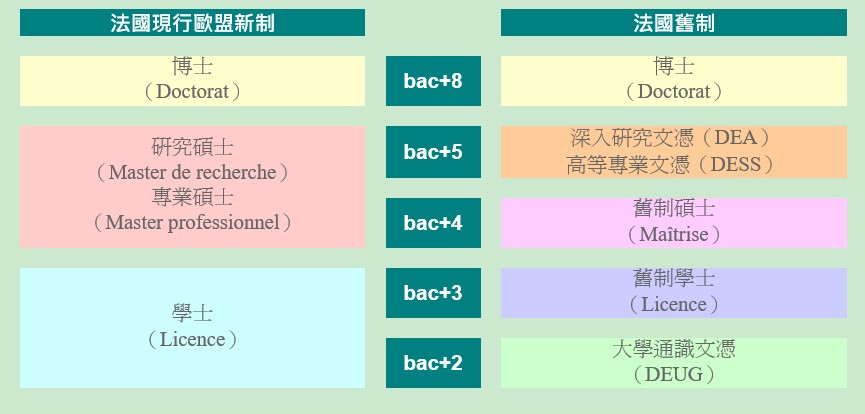 法國現行歐盟新制
法國舊制
博士
（Doctorat）
bac+8
博士
（Doctorat）
研究碩士
（Master de recherche）
專業碩士
（Master professionnel）
bac+5
深入研究文憑（DEA）
高等專業文憑（DESS）
bac+4
舊制碩士
（Maîtrise）
學士
（Licence）
bac+3
舊制學士
（Licence）
bac+2
大學通識文憑
（DEUG）